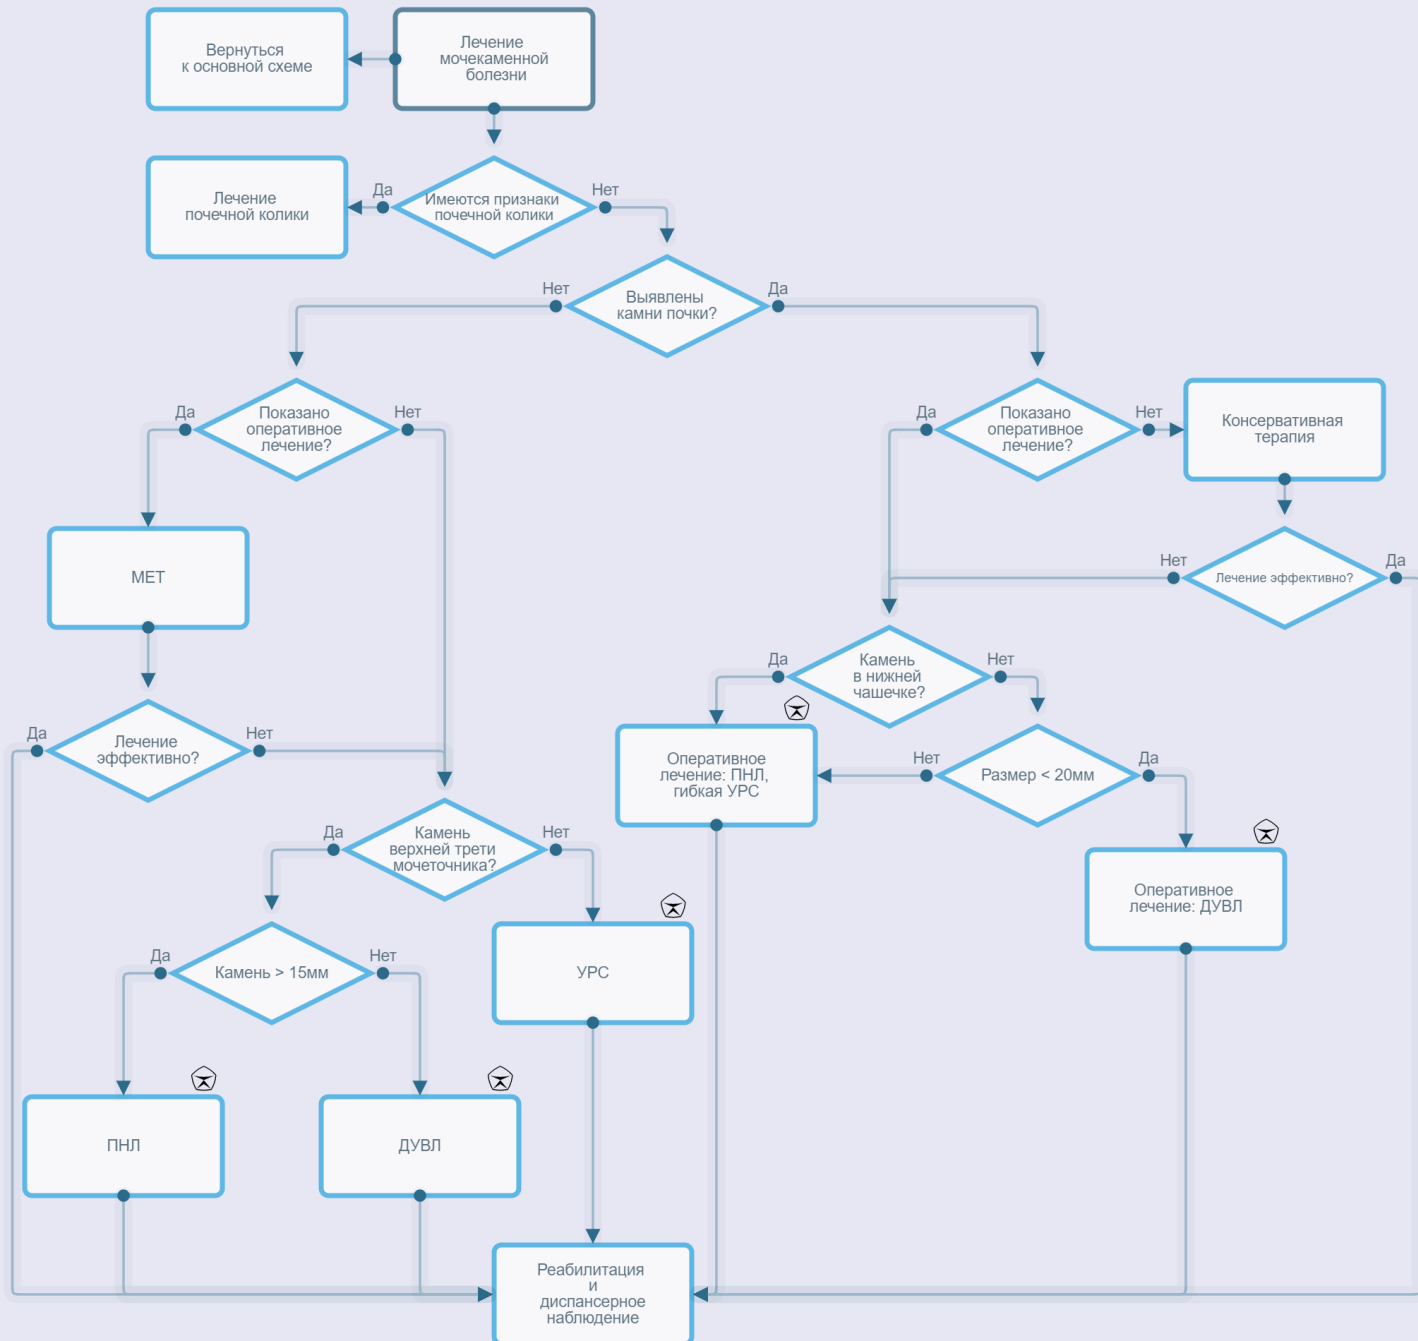 Вернуться
к основной схеме
Лечение
мочекаменной
болезни
Лечение
почечной колики
Да
Имеются признаки
почечной колики
Нет
Нет
Выявлены
камни почки?
Да
Да
Показано
оперативное
лечение?
Нет
Да
Показано
оперативное
лечение?
Нет
Консервативная
терапия
МЕТ
Нет
Лечение эффективно?
Да
Да
Камень
в нижней
чашечке?
Нет
Да
Лечение
эффективно?
Нет
Оперативное
лечение: ПНЛ,
гибкая УРС
Нет
Размер < 20мм
Да
Да
Камень
верхней трети
мочеточника?
Нет
Оперативное
лечение: ДУВЛ
Да
Камень > 15мм
Нет
УРС
ПНЛ
ДУВЛ
Реабилитация
и
диспансерное
наблюдение